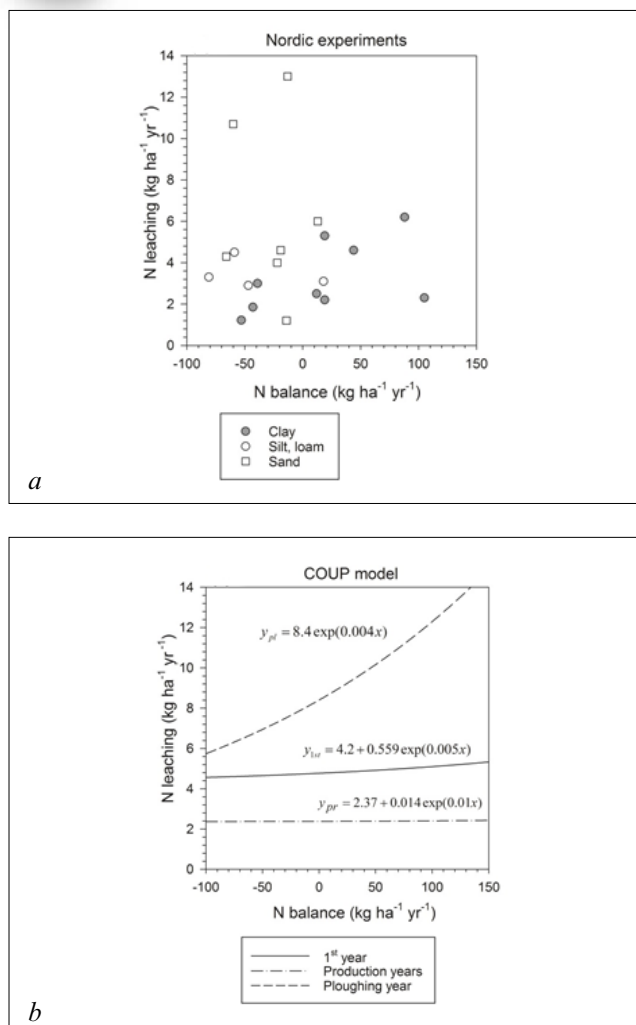 Nordic experiments
14
12
10
8
6
4
2
0
N leaching (kg ha⁻¹ yr⁻¹)
-100 -50 0 50 100 150
N balance (kg ha⁻¹ yr⁻¹)
Clay
Silt, loam
Sand
a
COUP model
14
12
10
8
6
4
2
0
N leaching (kg ha⁻¹ yr⁻¹)
y_pl = 8.4 exp(0.004x)
y_1st = 4.2 + 0.559 exp(0.005x)
y_pr = 2.37 + 0.014 exp(0.01x)
-100 -50 0 50 100 150
N balance (kg ha⁻¹ yr⁻¹)
1st year
Production years
Ploughing year
b